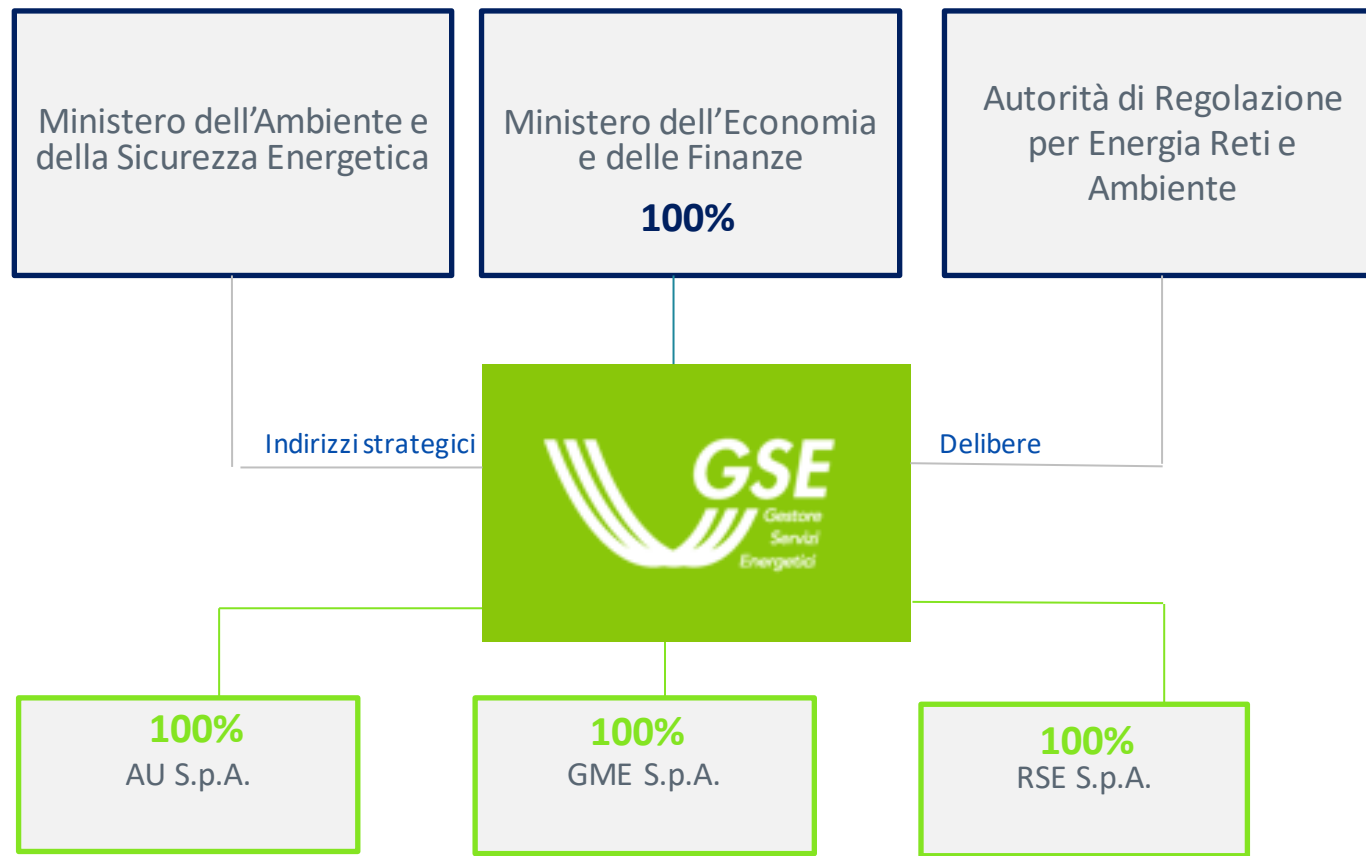 Ministero dell’Ambiente e
della Sicurezza Energetica
Ministero dell’Economia
e delle Finanze
100%
Autorità di Regolazione
per Energia Reti e
Ambiente
Indirizzi strategici
GSE
Gestore
Servizi
Energetici
Delibere
100%
AU S.p.A.
100%
GME S.p.A.
100%
RSE S.p.A.